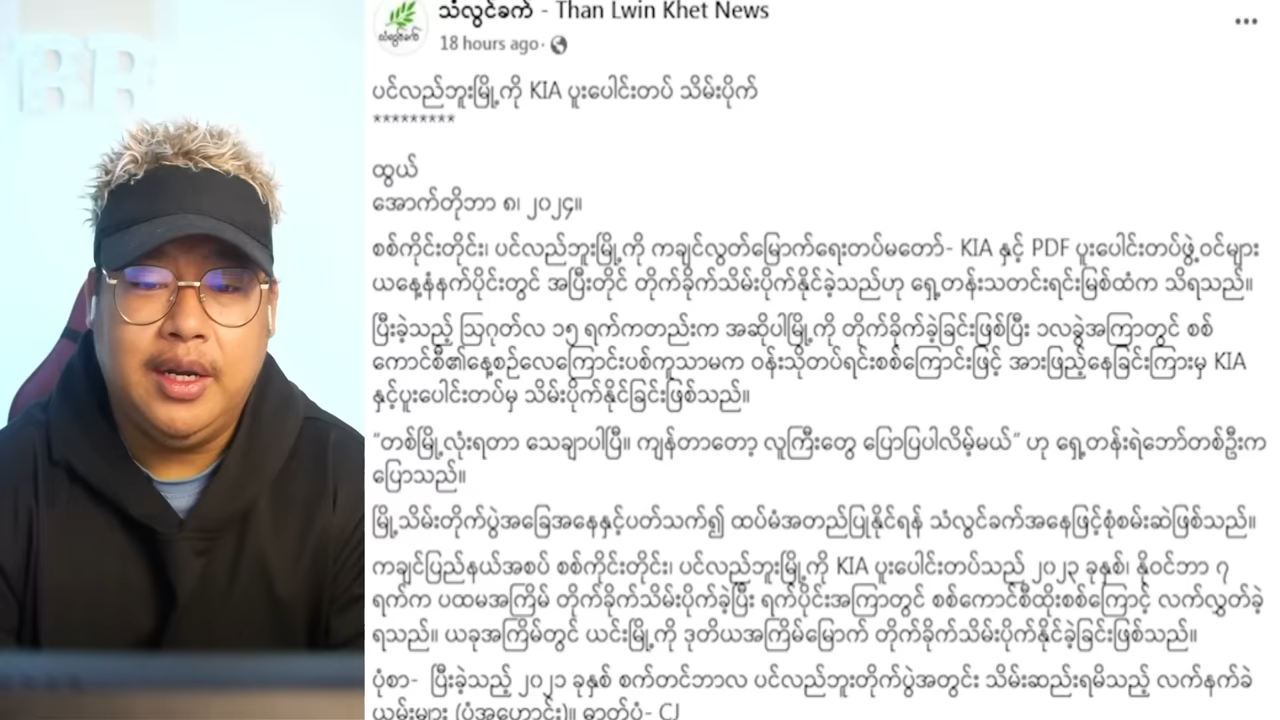 သံလွင်ခက် - Than Lwin Khet News
18 hours ago ·
ပင်လည်ဘူးမြို့ကို KIA ပူးပေါင်းတပ် သိမ်းပိုက်
*********
ထွယ်
အောက်တိုဘာ ၈၊ ၂၀၂၄။
စစ်ကိုင်းတိုင်း၊ ပင်လည်ဘူးမြို့ကို ကချင်လွတ်မြောက်ရေးတပ်မတော်- KIA နှင့် PDF ပူးပေါင်းတပ်ဖွဲ့ဝင်များ
ယနေ့နံနက်ပိုင်းတွင် အပြီးတိုင် တိုက်ခိုက်သိမ်းပိုက်နိုင်ခဲ့သည်ဟု ရှေ့တန်းသတင်းရင်းမြစ်ထံက သိရသည်။
ပြီးခဲ့သည့် ဩဂုတ်လ ၁၅ ရက်ကတည်းက အဆိုပါမြို့ကို တိုက်ခိုက်ခဲ့ခြင်းဖြစ်ပြီး ၁လခွဲအကြာတွင် စစ်
ကောင်စီ၏နေ့စဉ်လေကြောင်းပစ်ကူသာမက ဝန်းသိုတပ်ရင်းစစ်ကြောင်းဖြင့် အားဖြည့်နေခြင်းကြားမှ KIA
နှင့်ပူးပေါင်းတပ်မှ သိမ်းပိုက်နိုင်ခြင်းဖြစ်သည်။
“တစ်မြို့လုံးရတာ သေချာပါပြီ။ ကျန်တာတော့ လူကြီးတွေ ပြောပြပါလိမ့်မယ်” ဟု ရှေ့တန်းရဲဘော်တစ်ဦးက
ပြောသည်။
မြို့သိမ်းတိုက်ပွဲအခြေအနေနှင့်ပတ်သက်၍ ထပ်မံအတည်ပြုနိုင်ရန် သံလွင်ခက်အနေဖြင့်စုံစမ်းဆဲဖြစ်သည်။
ကချင်ပြည်နယ်အစပ် စစ်ကိုင်းတိုင်း၊ ပင်လည်ဘူးမြို့ကို KIA ပူးပေါင်းတပ်သည် ၂၀၂၃ ခုနှစ်၊ နိုဝင်ဘာ ၇
ရက်က ပထမအကြိမ် တိုက်ခိုက်သိမ်းပိုက်ခဲ့ပြီး ရက်ပိုင်းအကြာတွင် စစ်ကောင်စီထိုးစစ်ကြောင့် လက်လွှတ်ခဲ့
ရသည်။ ယခုအကြိမ်တွင် ယင်းမြို့ကို ဒုတိယအကြိမ်မြောက် တိုက်ခိုက်သိမ်းပိုက်နိုင်ခဲ့ခြင်းဖြစ်သည်။
ပုံစာ- ပြီးခဲ့သည့် ၂၀၂၁ ခုနှစ် စက်တင်ဘာလ ပင်လည်ဘူးတိုက်ပွဲအတွင်း သိမ်းဆည်းရမိသည့် လက်နက်ခဲ
ယမ်းများ (ပုံအဟောင်း)။ ဓာတ်ပုံ- CJ